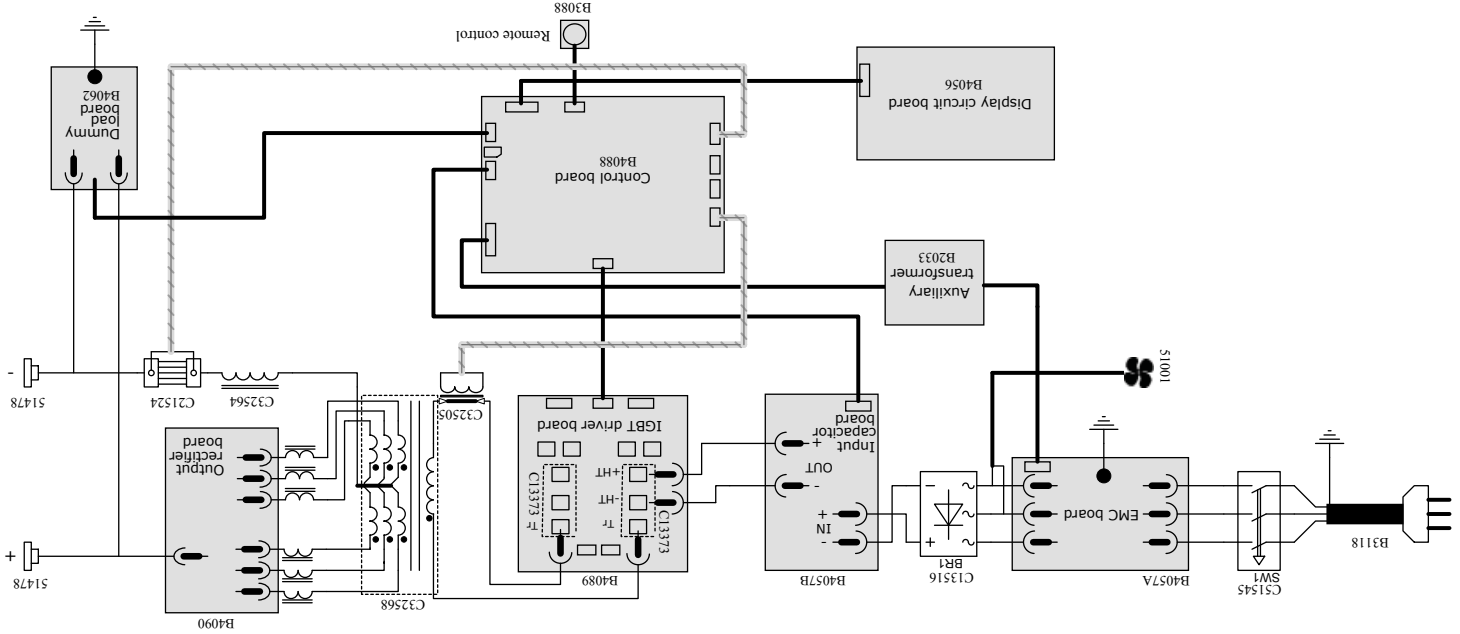 B3118
SW1
C51545
B4057A
EMC board
C13516
BR1
+
-
~
~
B4057B
-
IN
+
-
OUT
+
Input
capacitor
board
B4089
C13373
Tr
-HT
+HT
C13373
IGBT driver board
C32568
C32505
B4090
Output
rectifier
board
51478
+
51001
C32564
C21524
51478
-
Auxiliary
transformer
B2033
Control board
B4088
Display circuit board
B4056
Dummy
load
board
B4062
Remote control
B3088